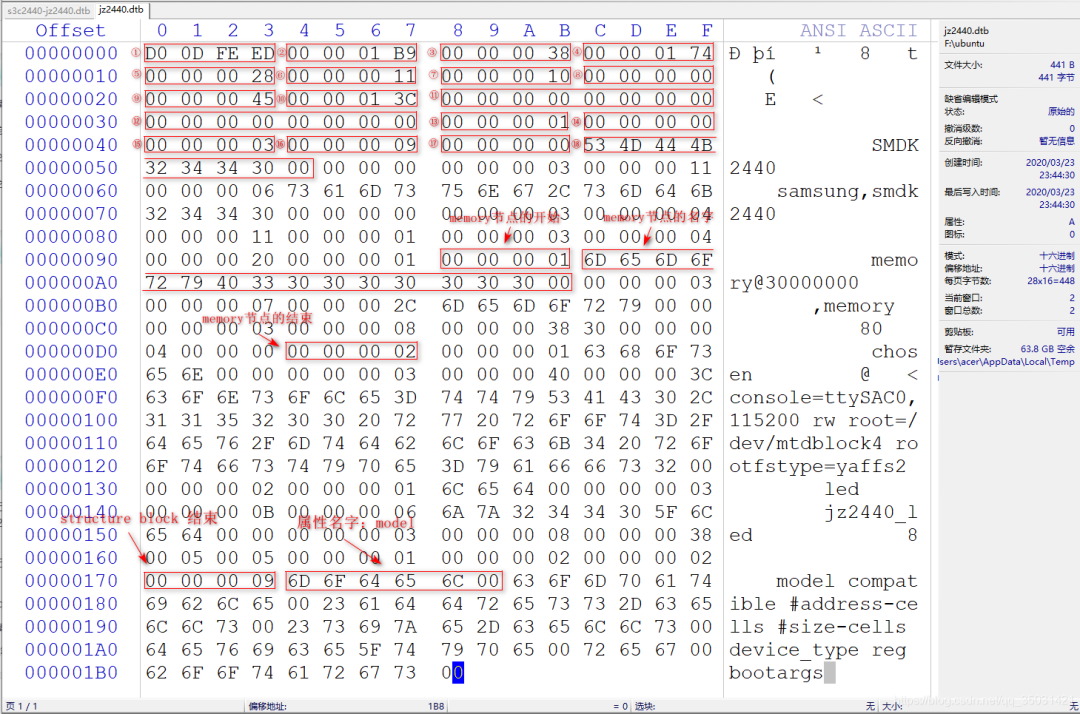 s3c2440-jz2440.dtb jz2440.dtb
Offset 0 1 2 3 4 5 6 7 8 9 A B C D E F ANSI ASCII
00000000 ① D0 0D FE ED ② 00 00 01 B9 ③ 00 00 00 38 ④ 00 00 01 74 Ð þí ¹ 8 t
00000010 ⑤ 00 00 00 28 ⑥ 00 00 00 11 ⑦ 00 00 00 10 ⑧ 00 00 00 00 (
00000020 ⑨ 00 00 00 45 ⑩ 00 00 01 3C ⑪ 00 00 00 00 00 00 00 00 E <
00000030 ⑫ 00 00 00 00 00 00 00 00 ⑬ 00 00 00 01 ⑭ 00 00 00 00
00000040 ⑮ 00 00 00 03 ⑯ 00 00 00 09 ⑰ 00 00 00 00 ⑱ 53 4D 44 4B SMDK
00000050 32 34 34 30 00 00 00 00 00 00 00 03 00 00 00 11 2440
00000060 00 00 00 06 73 61 6D 73 75 6E 67 2C 73 6D 64 6B samsung,smdk
00000070 32 34 34 30 00 00 00 00 00 00 00 03 00 00 00 04 2440
memory节点的开始 memory节点的名字
00000080 00 00 00 11 00 00 00 01 00 00 00 03 00 00 00 04
00000090 00 00 00 20 00 00 00 01 00 00 00 01 6D 65 6D 6F memo
000000A0 72 79 40 33 30 30 30 30 30 30 30 00 00 00 00 03 ry@30000000
000000B0 00 00 00 07 00 00 00 2C 6D 65 6D 6F 72 79 00 00 ,memory
memory节点的结束
000000C0 00 00 00 03 00 00 00 08 00 00 00 38 30 00 00 00 80
000000D0 04 00 00 00 00 00 00 02 00 00 00 01 63 68 6F 73 chos
000000E0 65 6E 00 00 00 00 00 03 00 00 00 40 00 00 00 3C en @ <
000000F0 63 6F 6E 73 6F 6C 65 3D 74 74 79 53 41 43 30 2C console=ttySAC0,
00000100 31 31 35 32 30 30 20 72 77 20 72 6F 6F 74 3D 2F 115200 rw root=/
00000110 64 65 76 2F 6D 74 64 62 6C 6F 63 6B 34 20 72 6F dev/mtdblock4 ro
00000120 6F 74 66 73 74 79 70 65 3D 79 61 66 66 73 32 00 otfstype=yaffs2
00000130 00 00 00 02 00 00 00 01 6C 65 64 00 00 00 00 03 led
00000140 00 00 00 0B 00 00 00 06 6A 7A 32 34 34 30 5F 6C jz2440_l
structure block 结束 属性名字：model
00000150 65 64 00 00 00 00 00 03 00 00 00 08 00 00 00 38 ed 8
00000160 00 05 00 05 00 00 00 01 00 00 00 02 00 00 00 02
00000170 00 00 00 09 6D 6F 64 65 6C 00 63 6F 6D 70 61 74 model compat
00000180 69 62 6C 65 00 23 61 64 64 72 65 73 73 2D 63 65 ible #address-ce
00000190 6C 6C 73 00 23 73 69 7A 65 2D 63 65 6C 6C 73 00 lls #size-cells
000001A0 64 65 76 69 63 65 5F 74 79 70 65 00 72 65 67 00 device_type reg
000001B0 62 6F 6F 74 61 72 67 73 00 bootargs
jz2440.dtb
F:\ubuntu
文件大小: 441 B
441 字节
缺省编辑模式
状态: 原始的
撤消级数: 0
反向撤消: 暂无信息
创建时间: 2020/03/23
23:44:30
最后写入时间: 2020/03/23
23:44:30
属性: A
图标: 0
模式: 十六进制
偏移地址: 十六进制
每页字节数: 28x16=448
当前窗口: 2
窗口总数: 2
剪贴板: 可用
暂存文件夹: 63.8 GB 空余
\sers\acer\AppData\Local\Temp
页 1 / 1 偏移地址: 1B8 = 0 选块: 无 大小: 无